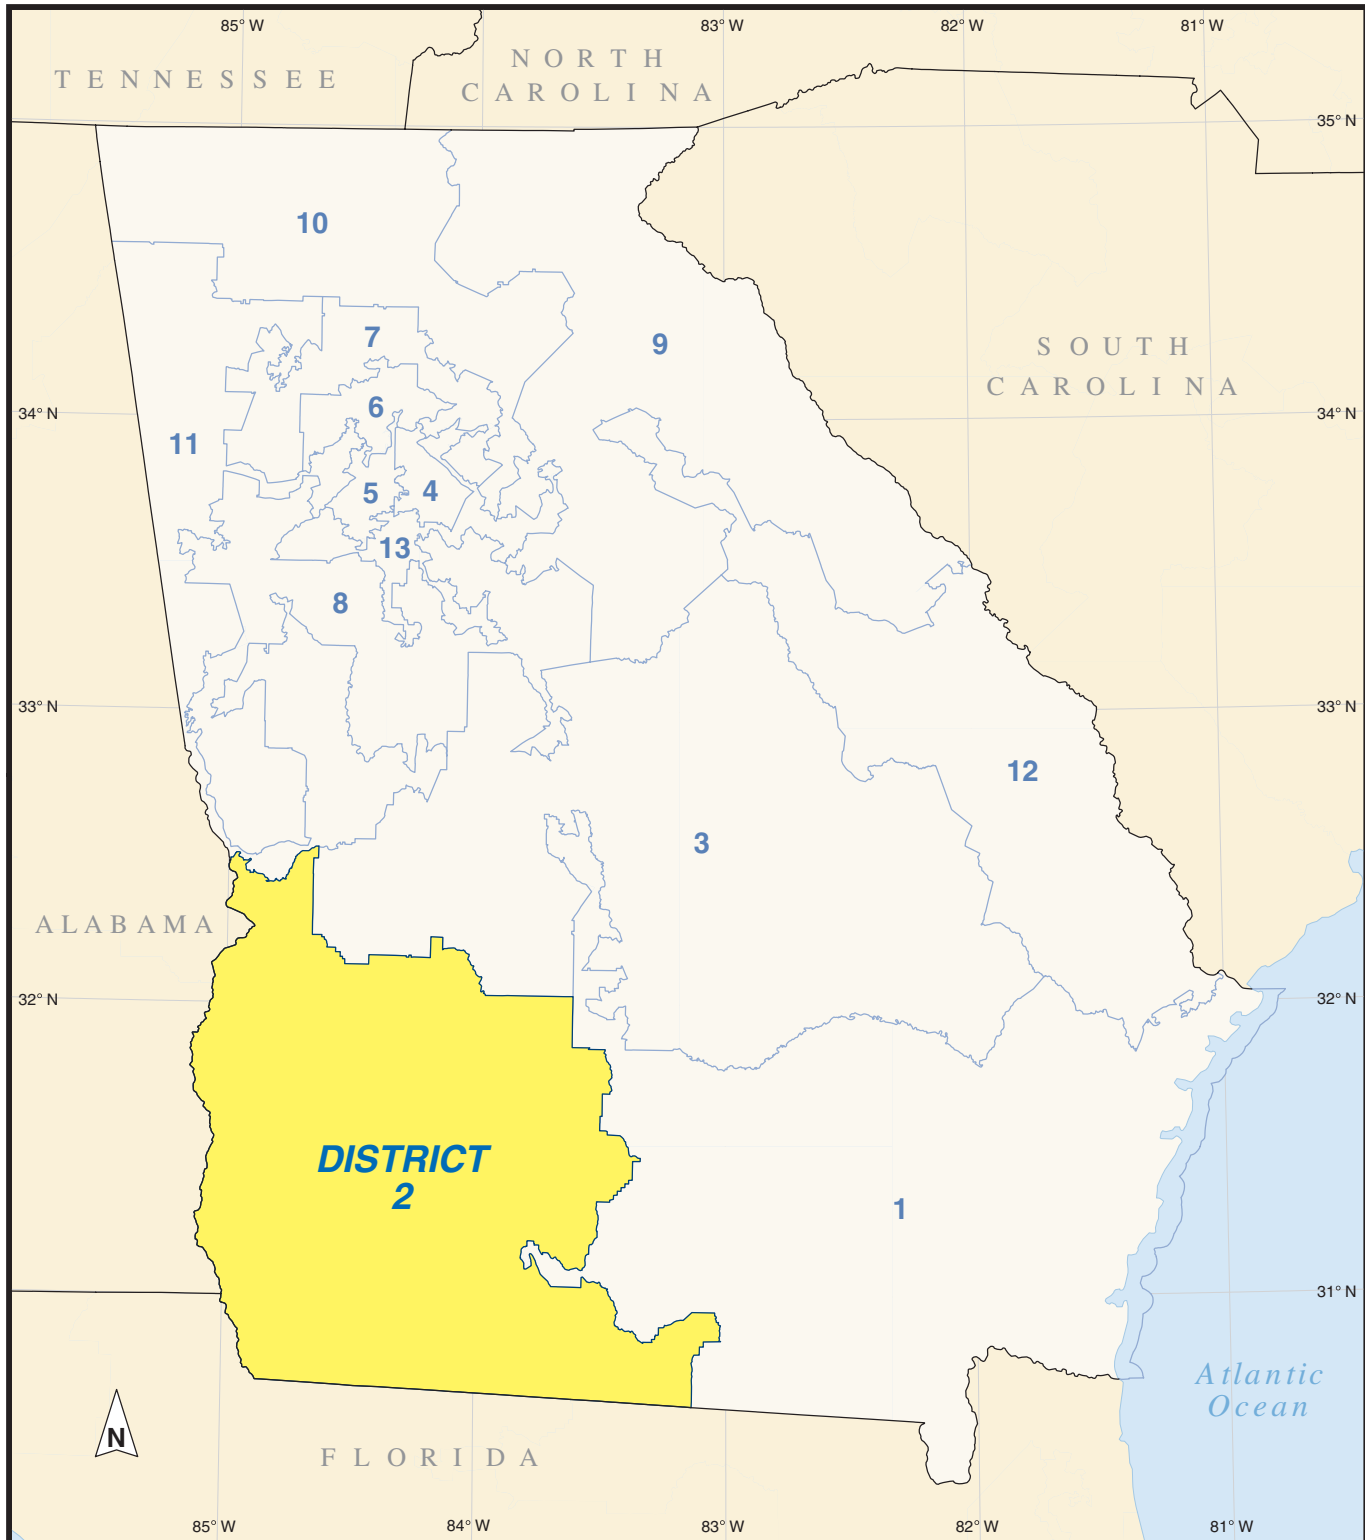 85° W
83° W
82° W
81° W
TENNESSEE
NORTH
CAROLINA
35° N
10
7
9
SOUTH
CAROLINA
6
34° N
34° N
11
5
4
13
8
33° N
33° N
12
3
ALABAMA
32° N
32° N
DISTRICT
2
1
31° N
Atlantic
Ocean
N
FLORIDA
85° W
84° W
83° W
82° W
81° W